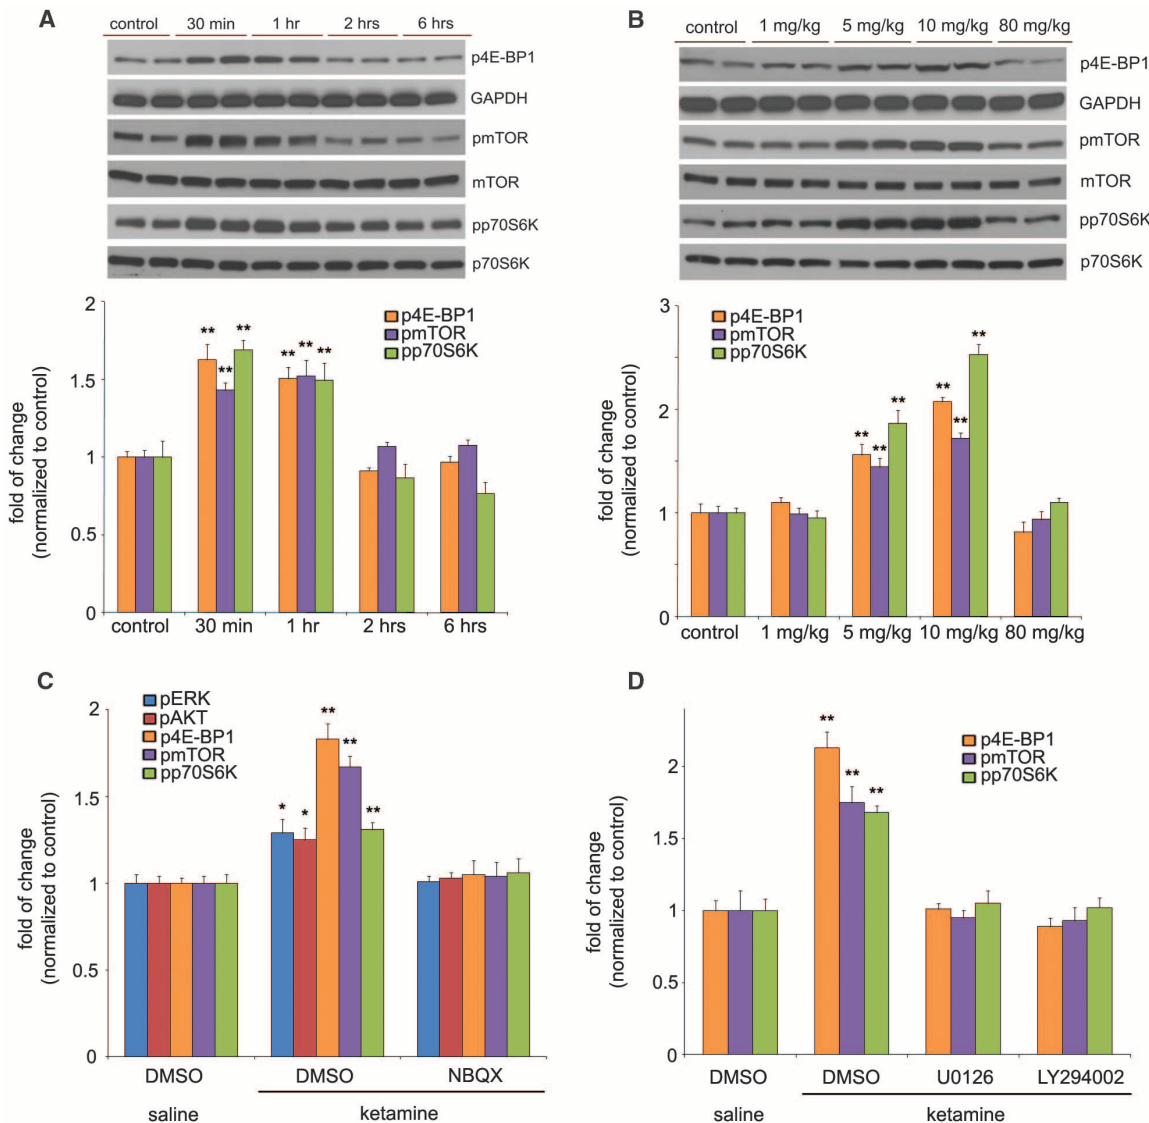 A
control 30 min 1 hr 2 hrs 6 hrs
p4E-BP1
GAPDH
pmTOR
mTOR
pp70S6K
p70S6K
fold of change
(normalized to control)
2
1.5
1
0.5
0
** ** ** ** ** **
p4E-BP1
pmTOR
pp70S6K
control 30 min 1 hr 2 hrs 6 hrs
B
control 1 mg/kg 5 mg/kg 10 mg/kg 80 mg/kg
p4E-BP1
GAPDH
pmTOR
mTOR
pp70S6K
p70S6K
fold of change
(normalized to control)
3
2
1
0
p4E-BP1
pmTOR
pp70S6K
** ** ** ** ** **
control 1 mg/kg 5 mg/kg 10 mg/kg 80 mg/kg
C
fold of change
(normalized to control)
2
1.5
1
0.5
0
pERK
pAKT
p4E-BP1
pmTOR
pp70S6K
* * ** ** **
DMSO DMSO NBQX
saline ketamine
D
fold of change
(normalized to control)
2
1.5
1
0.5
0
** ** **
p4E-BP1
pmTOR
pp70S6K
DMSO DMSO U0126 LY294002
saline ketamine